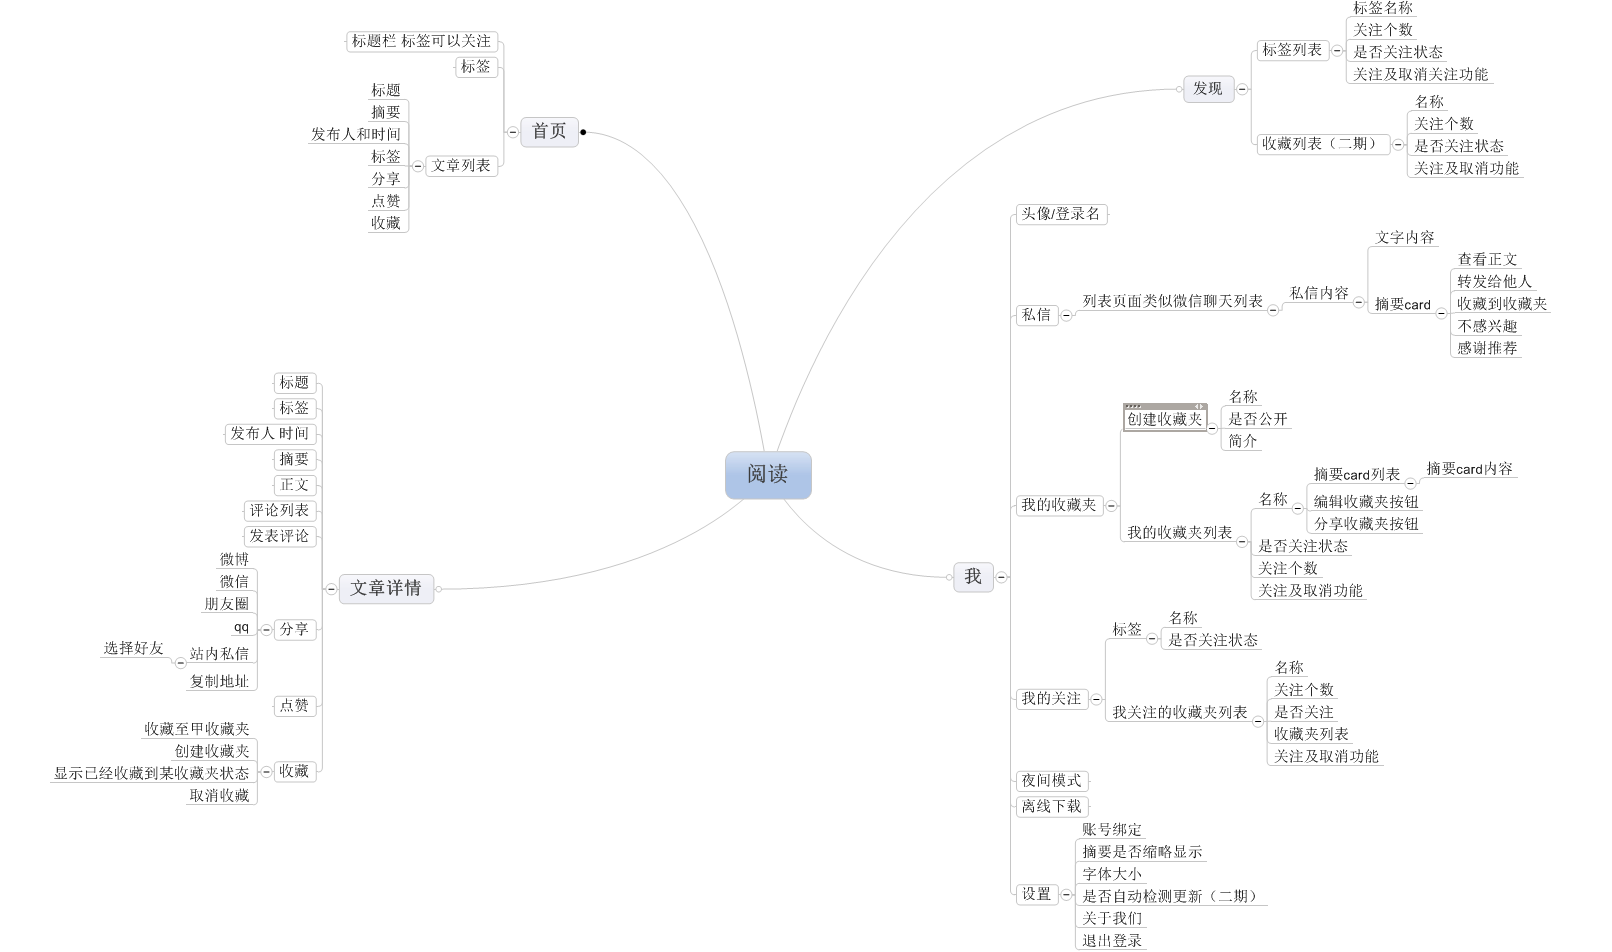 阅读
首页
标题栏 标签可以关注
标签
文章列表
标题
摘要
发布人和时间
标签
分享
点赞
收藏
发现
标签列表
标签名称
关注个数
是否关注状态
关注及取消关注功能
收藏列表（二期）
名称
关注个数
是否关注状态
关注及取消功能
我
头像/登录名
私信
列表页面类似微信聊天列表
私信内容
文字内容
摘要card
查看正文
转发给他人
收藏到收藏夹
不感兴趣
感谢推荐
我的收藏夹
创建收藏夹
名称
是否公开
简介
我的收藏夹列表
名称
摘要card列表
摘要card内容
编辑收藏夹按钮
分享收藏夹按钮
是否关注状态
关注个数
关注及取消功能
我的关注
标签
名称
是否关注状态
我关注的收藏夹列表
名称
关注个数
是否关注
收藏夹列表
关注及取消功能
夜间模式
离线下载
设置
账号绑定
摘要是否缩略显示
字体大小
是否自动检测更新（二期）
关于我们
退出登录
文章详情
标题
标签
发布人 时间
摘要
正文
评论列表
发表评论
分享
微博
微信
朋友圈
qq
站内私信
选择好友
复制地址
点赞
收藏
收藏至甲收藏夹
创建收藏夹
显示已经收藏到某收藏夹状态
取消收藏